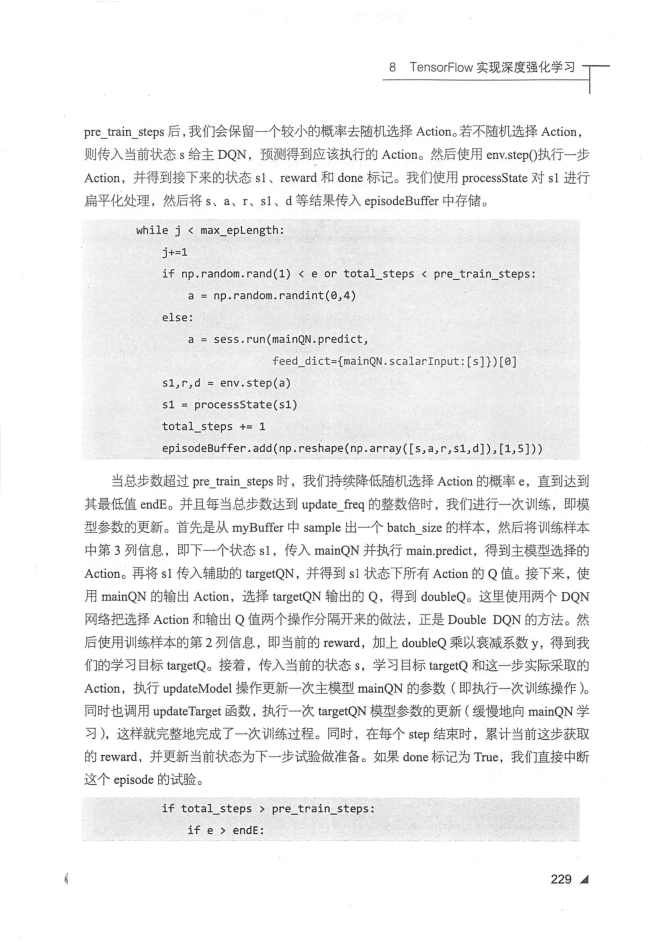 8 TensorFlow 实现深度强化学习
pre_train_steps 后，我们会保留一个较小的概率去随机选择 Action。若不随机选择 Action，
则传入当前状态 s 给主 DQN，预测得到应该执行的 Action。然后使用 env.step()执行一步
Action，并得到接下来的状态 s1、reward 和 done 标记。我们使用 processState 对 s1 进行
扁平化处理，然后将 s、a、r、s1、d 等结果传入 episodeBuffer 中存储。
while j < max_epLength:
j+=1
if np.random.rand(1) < e or total_steps < pre_train_steps:
a = np.random.randint(0,4)
else:
a = sess.run(mainQN.predict,
feed_dict={mainQN.scalarInput:[s]})[0]
s1,r,d = env.step(a)
s1 = processState(s1)
total_steps += 1
episodeBuffer.add(np.reshape(np.array([s,a,r,s1,d]),[1,5]))
当总步数超过 pre_train_steps 时，我们持续降低随机选择 Action 的概率 e，直到达到
其最低值 endE。并且每当总步数达到 update_freq 的整数倍时，我们进行一次训练，即模
型参数的更新。首先是从 myBuffer 中 sample 出一个 batch_size 的样本，然后将训练样本
中第 3 列信息，即下一个状态 s1，传入 mainQN 并执行 main.predict，得到主模型选择的
Action。再将 s1 传入辅助的 targetQN，并得到 s1 状态下所有 Action 的 Q 值。接下来，使
用 mainQN 的输出 Action，选择 targetQN 输出的 Q，得到 doubleQ。这里使用两个 DQN
网络把选择 Action 和输出 Q 值两个操作分隔开来的做法，正是 Double DQN 的方法。然
后使用训练样本的第 2 列信息，即当前的 reward，加上 doubleQ 乘以衰减系数 y，得到我
们的学习目标 targetQ。接着，传入当前的状态 s，学习目标 targetQ 和这一步实际采取的
Action，执行 updateModel 操作更新一次主模型 mainQN 的参数（即执行一次训练操作）。
同时也调用 updateTarget 函数，执行一次 targetQN 模型参数的更新（缓慢地向 mainQN 学
习），这样就完整地完成了一次训练过程。同时，在每个 step 结束时，累计当前这步获取
的 reward，并更新当前状态为下一步试验做准备。如果 done 标记为 True，我们直接中断
这个 episode 的试验。
if total_steps > pre_train_steps:
if e > endE:
229